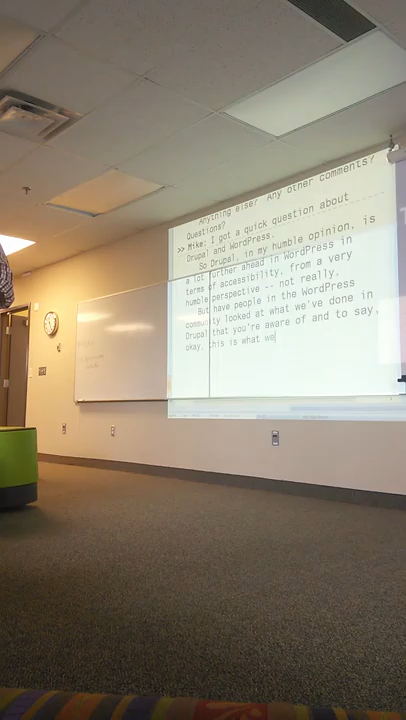 Anything else? Any other comments?
Questions?
>> Mike: I got a quick question about
Drupal and WordPress.
So Drupal, in my humble opinion, is
a lot further ahead in WordPress in
terms of accessibility, from a very
humble perspective -- not really.
But have people in the WordPress
community looked at what we've done in
Drupal that you're aware of and to say,
okay, this is what we